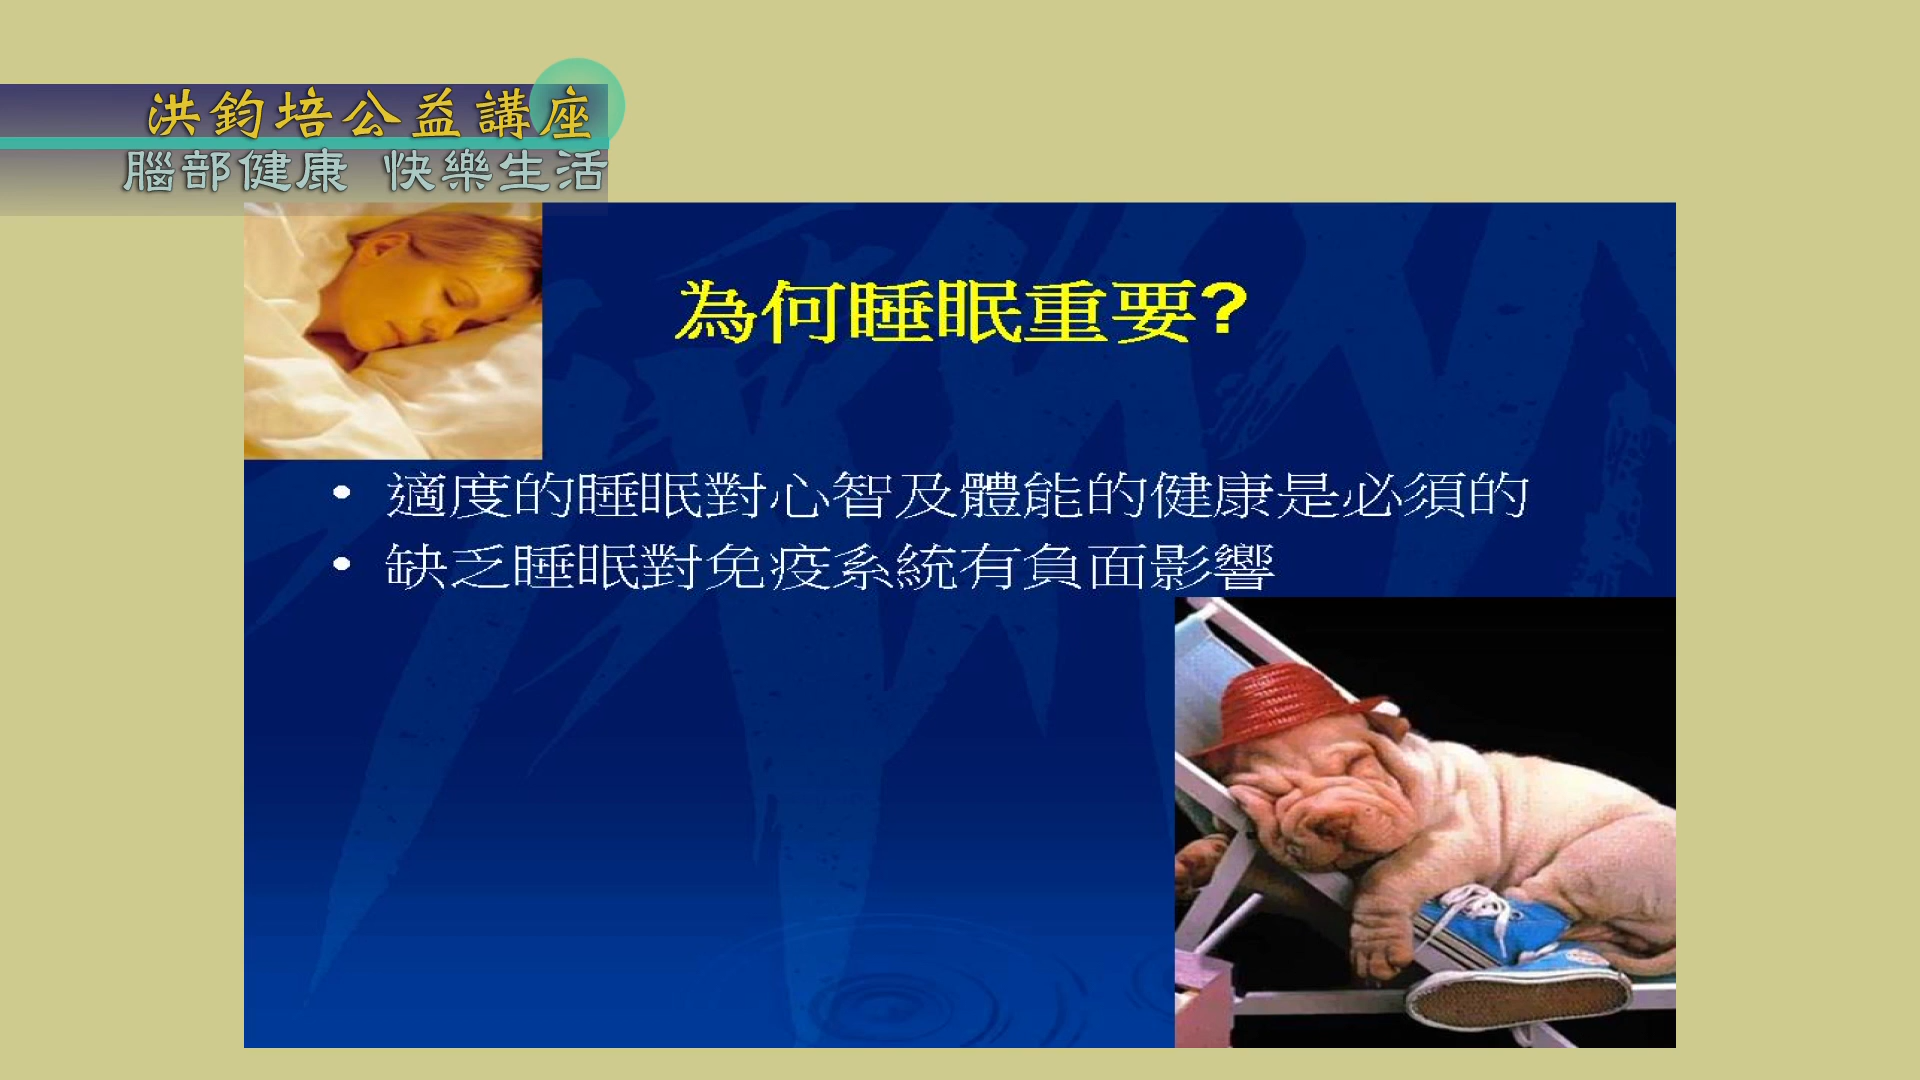 洪鈞培公益講座
腦部健康 快樂生活
為何睡眠重要?
• 適度的睡眠對心智及體能的健康是必須的
• 缺乏睡眠對免疫系統有負面影響